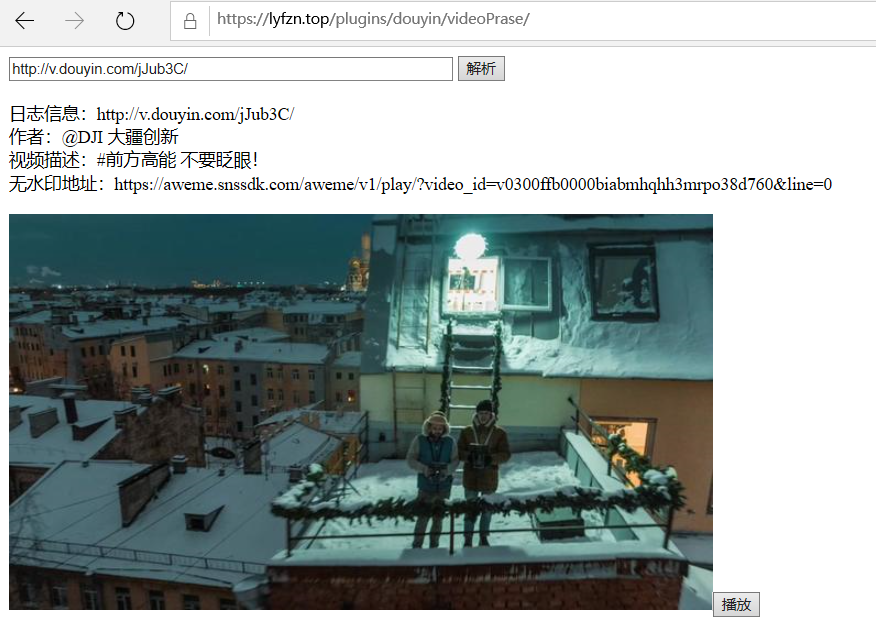 https://lyfzn.top/plugins/douyin/videoPrase/
http://v.douyin.com/jJub3C/ 解析
日志信息：http://v.douyin.com/jJub3C/
作者：@DJI 大疆创新
视频描述：#前方高能 不要眨眼！
无水印地址：https://aweme.snssdk.com/aweme/v1/play/?video_id=v0300ffb0000biabmhqhh3mrpo38d760&line=0
播放